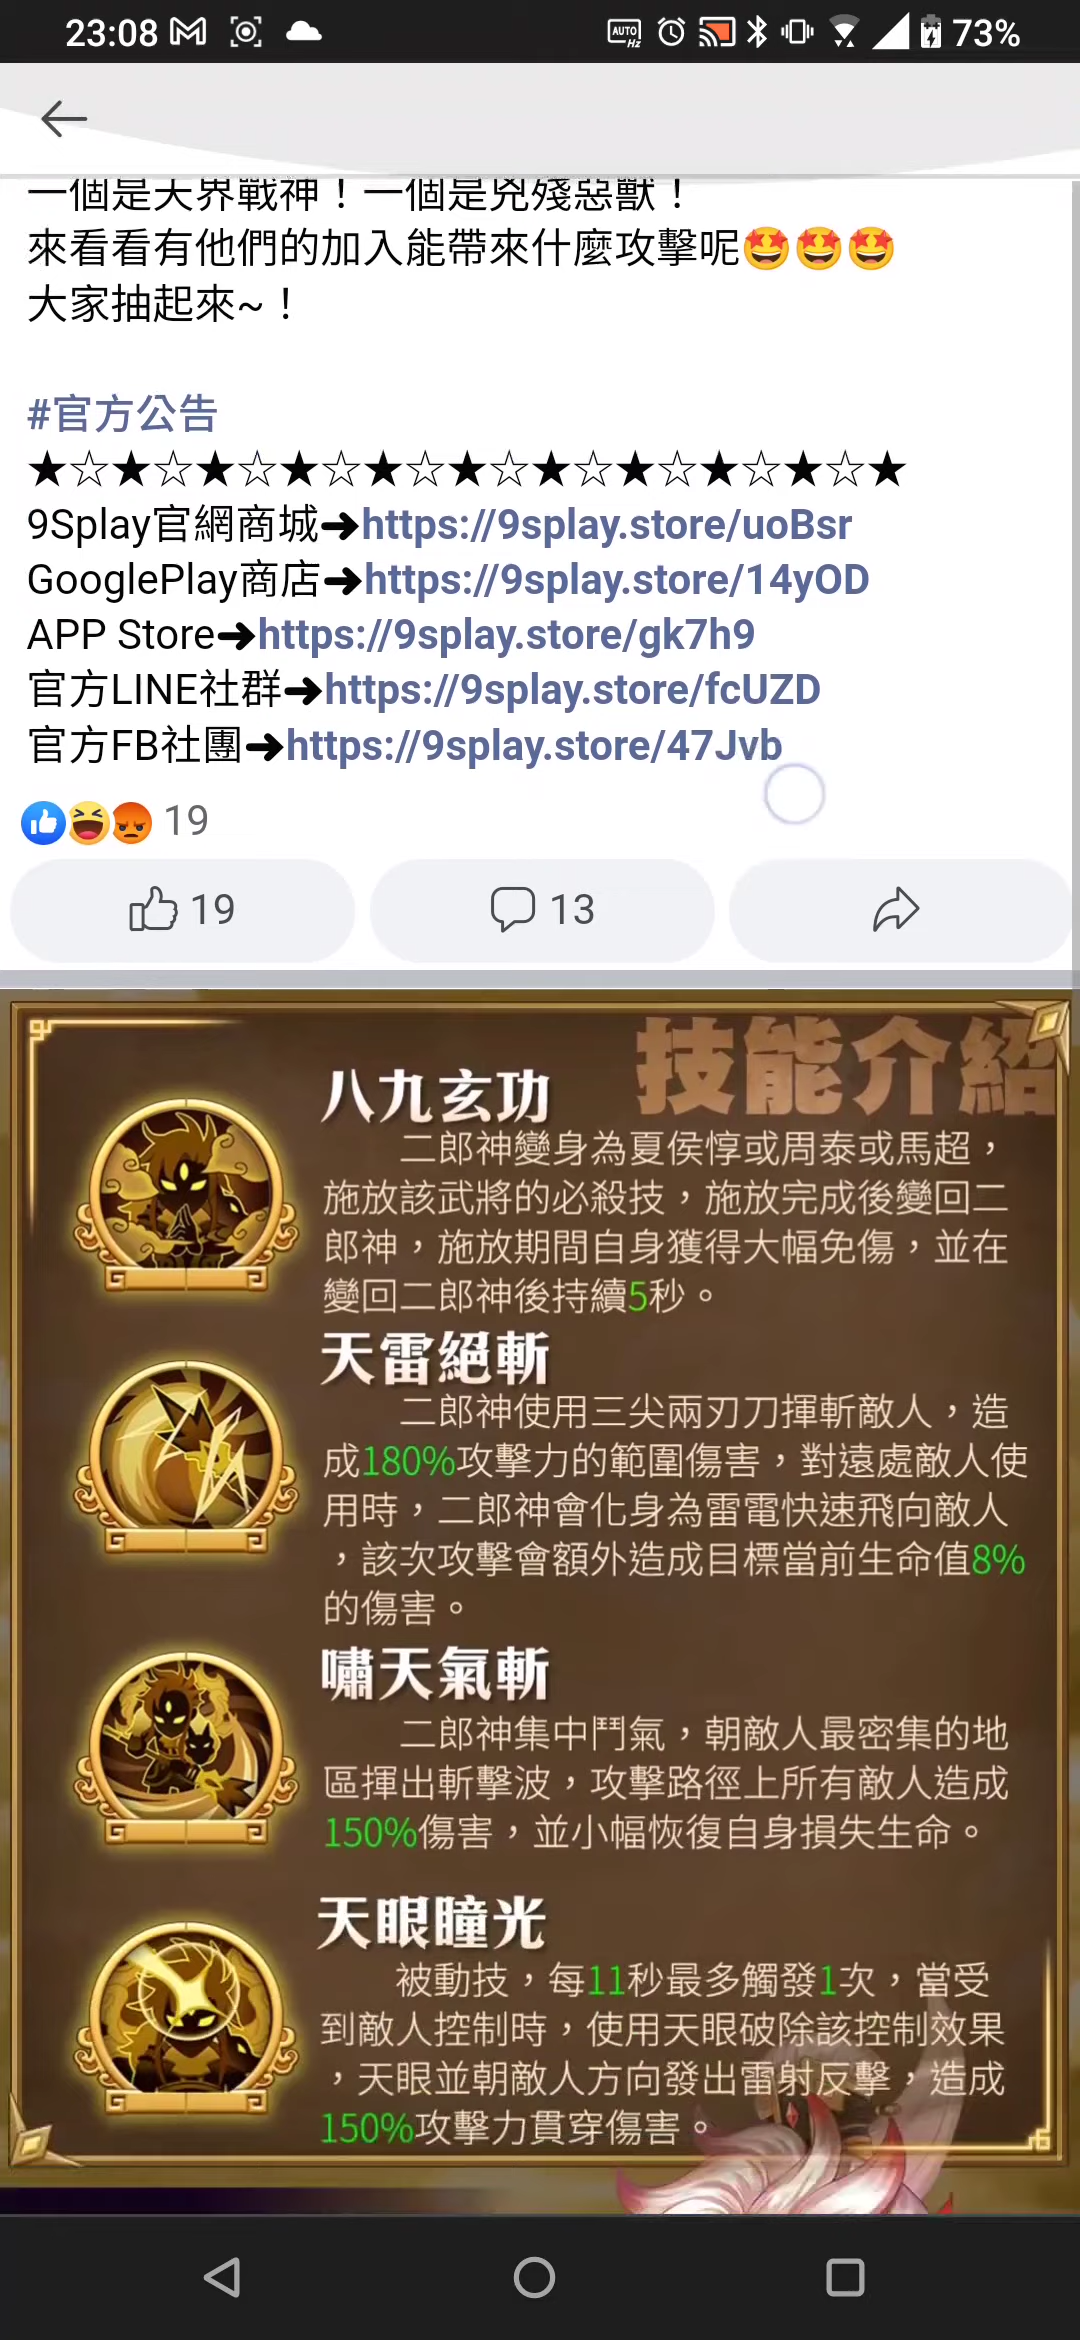 23:08
AUTO Hz
73%
一個是天界戰神！一個是兇殘惡獸！
來看看有他們的加入能帶來什麼攻擊呢🤩🤩🤩
大家抽起來~！
#官方公告
★☆★☆★☆★☆★☆★☆★☆★☆★☆★☆★
9Splay官網商城➔https://9splay.store/uoBsr
GooglePlay商店➔https://9splay.store/14yOD
APP Store➔https://9splay.store/gk7h9
官方LINE社群➔https://9splay.store/fcUZD
官方FB社團➔https://9splay.store/47Jvb
19
19
13
技能介紹
八九玄功
二郎神變身為夏侯惇或周泰或馬超，
施放該武將的必殺技，施放完成後變回二
郎神，施放期間自身獲得大幅免傷，並在
變回二郎神後持續5秒。
天雷絕斬
二郎神使用三尖兩刃刀揮斬敵人，造
成180%攻擊力的範圍傷害，對遠處敵人使
用時，二郎神會化身為雷電快速飛向敵人
，該次攻擊會額外造成目標當前生命值8%
的傷害。
嘯天氣斬
二郎神集中鬥氣，朝敵人最密集的地
區揮出斬擊波，攻擊路徑上所有敵人造成
150%傷害，並小幅恢復自身損失生命。
天眼瞳光
被動技，每11秒最多觸發1次，當受
到敵人控制時，使用天眼破除該控制效果
，天眼並朝敵人方向發出雷射反擊，造成
150%攻擊力貫穿傷害。